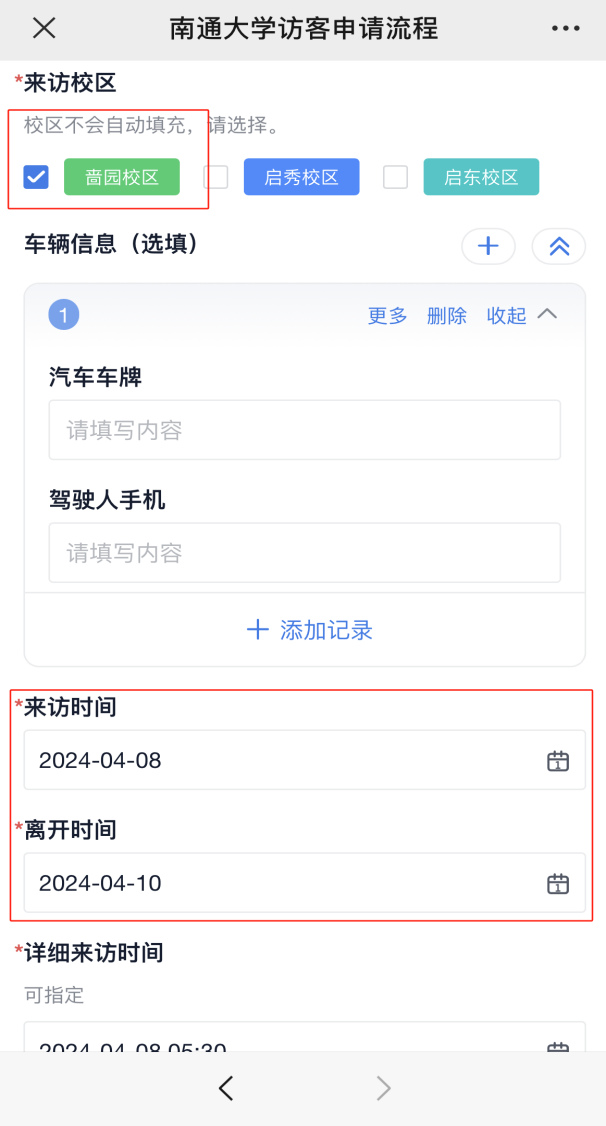 南通大学访客申请流程
*来访校区
校区不会自动填充，请选择。
啬园校区 启秀校区 启东校区
车辆信息（选填）
1 更多 删除 收起
汽车车牌
请填写内容
驾驶人手机
请填写内容
添加记录
*来访时间
2024-04-08
*离开时间
2024-04-10
*详细来访时间
可指定
2024-04-08 05:30